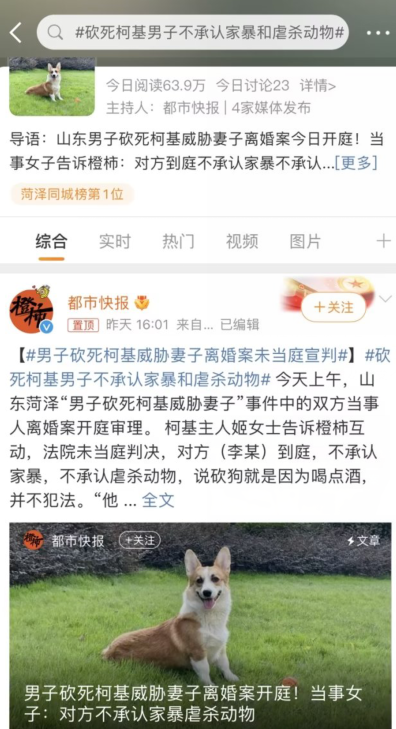 #砍死柯基男子不承认家暴和虐杀动物#
今日阅读63.9万 今日讨论23 详情>
主持人：都市快报 | 4家媒体发布
导语：山东男子砍死柯基威胁妻子离婚案今日开庭！当
事女子告诉橙柿：对方到庭不承认家暴不承认...[更多]
菏泽同城榜第1位
综合 实时 热门 视频 图片
橙柿
都市快报
+关注
置顶 昨天 16:01 来自... 已编辑
【#男子砍死柯基威胁妻子离婚案未当庭宣判#】#砍
死柯基男子不承认家暴和虐杀动物# 今天上午，山
东菏泽“男子砍死柯基威胁妻子”事件中的双方当事
人离婚案开庭审理。 柯基主人姬女士告诉橙柿互
动，法院未当庭判决，对方（李某）到庭，不承认
家暴，不承认虐杀动物，说砍狗就是因为喝点酒，
并不犯法。“他 ... 全文
橙柿 都市快报 +关注 文章
男子砍死柯基威胁妻子离婚案开庭！当事女
子：对方不承认家暴虐杀动物